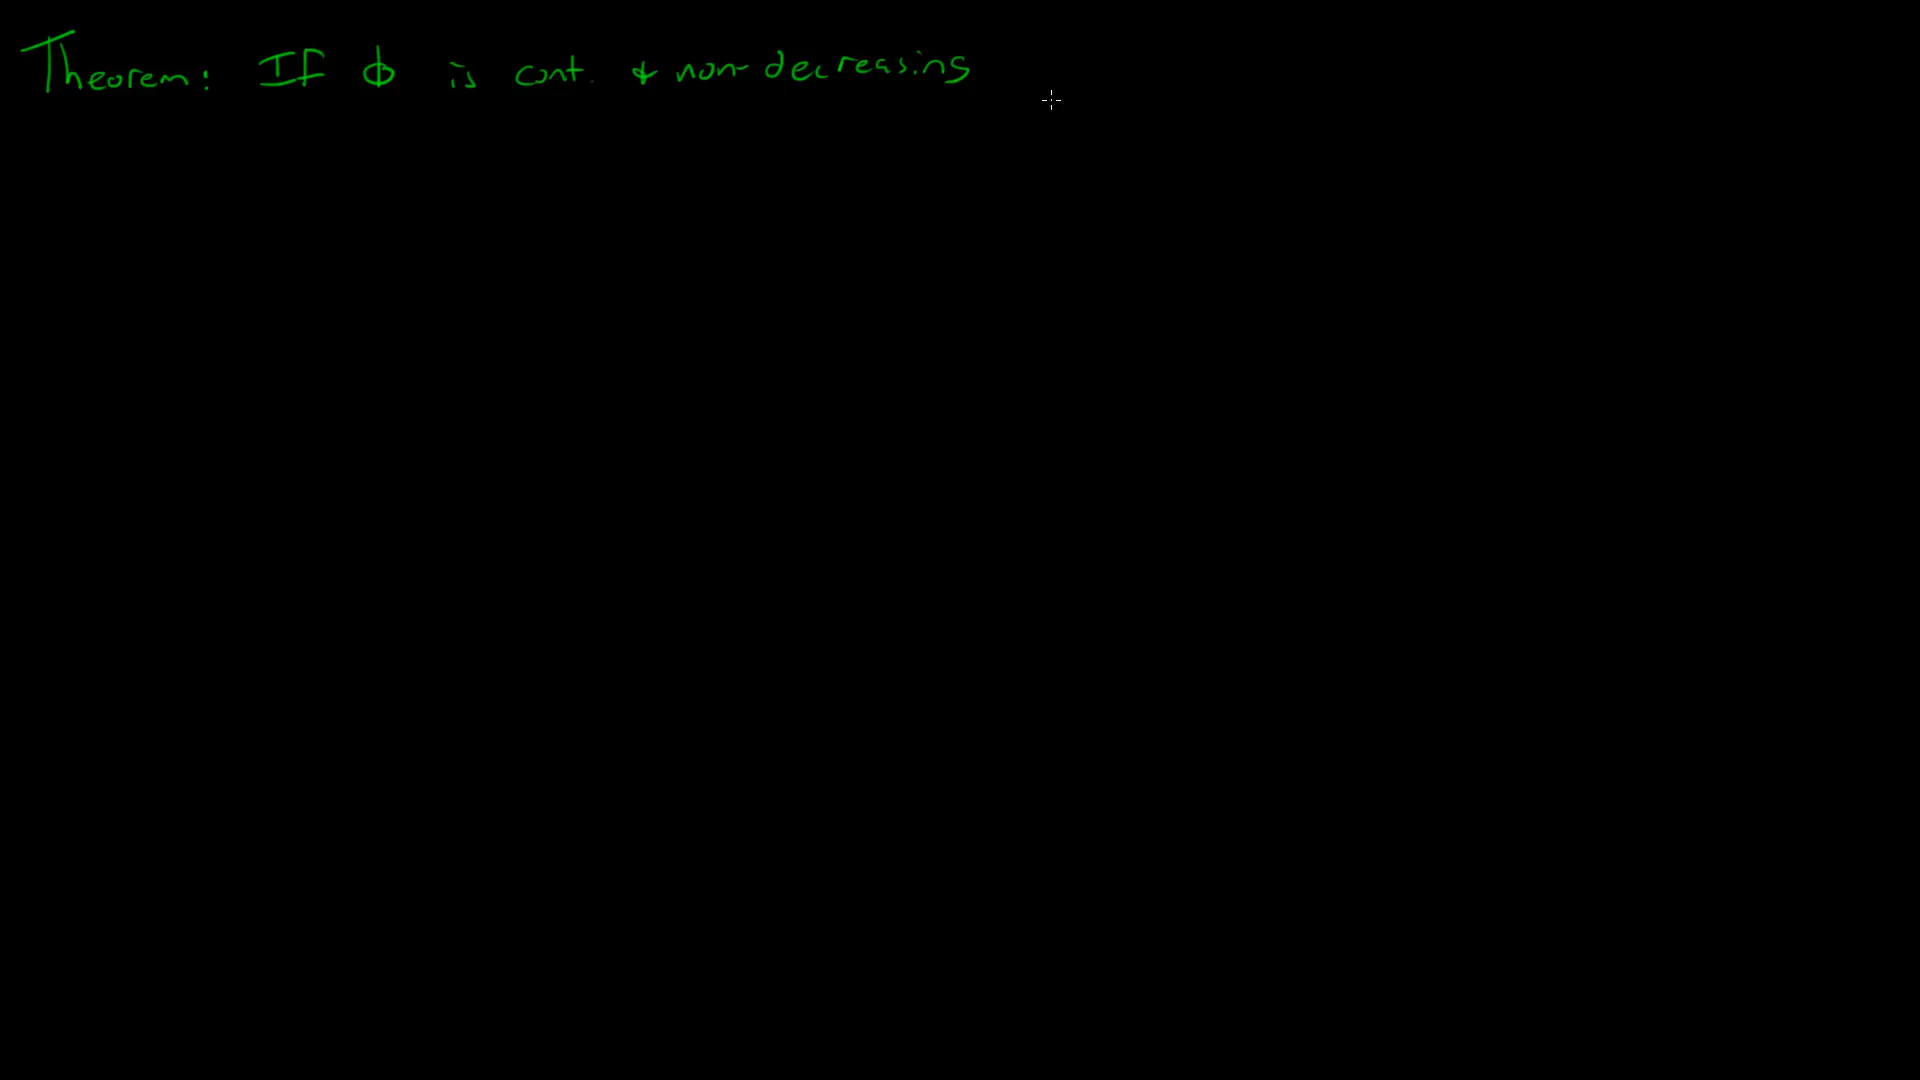 Theorem: If ϕ is cont. & non-decreasing